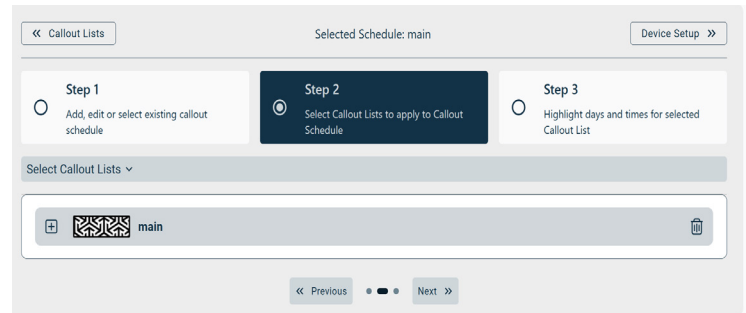 « Callout Lists
Selected Schedule: main
Device Setup »
Step 1
Add, edit or select existing callout
schedule
Step 2
Select Callout Lists to apply to Callout
Schedule
Step 3
Highlight days and times for selected
Callout List
Select Callout Lists
main
« Previous
Next »